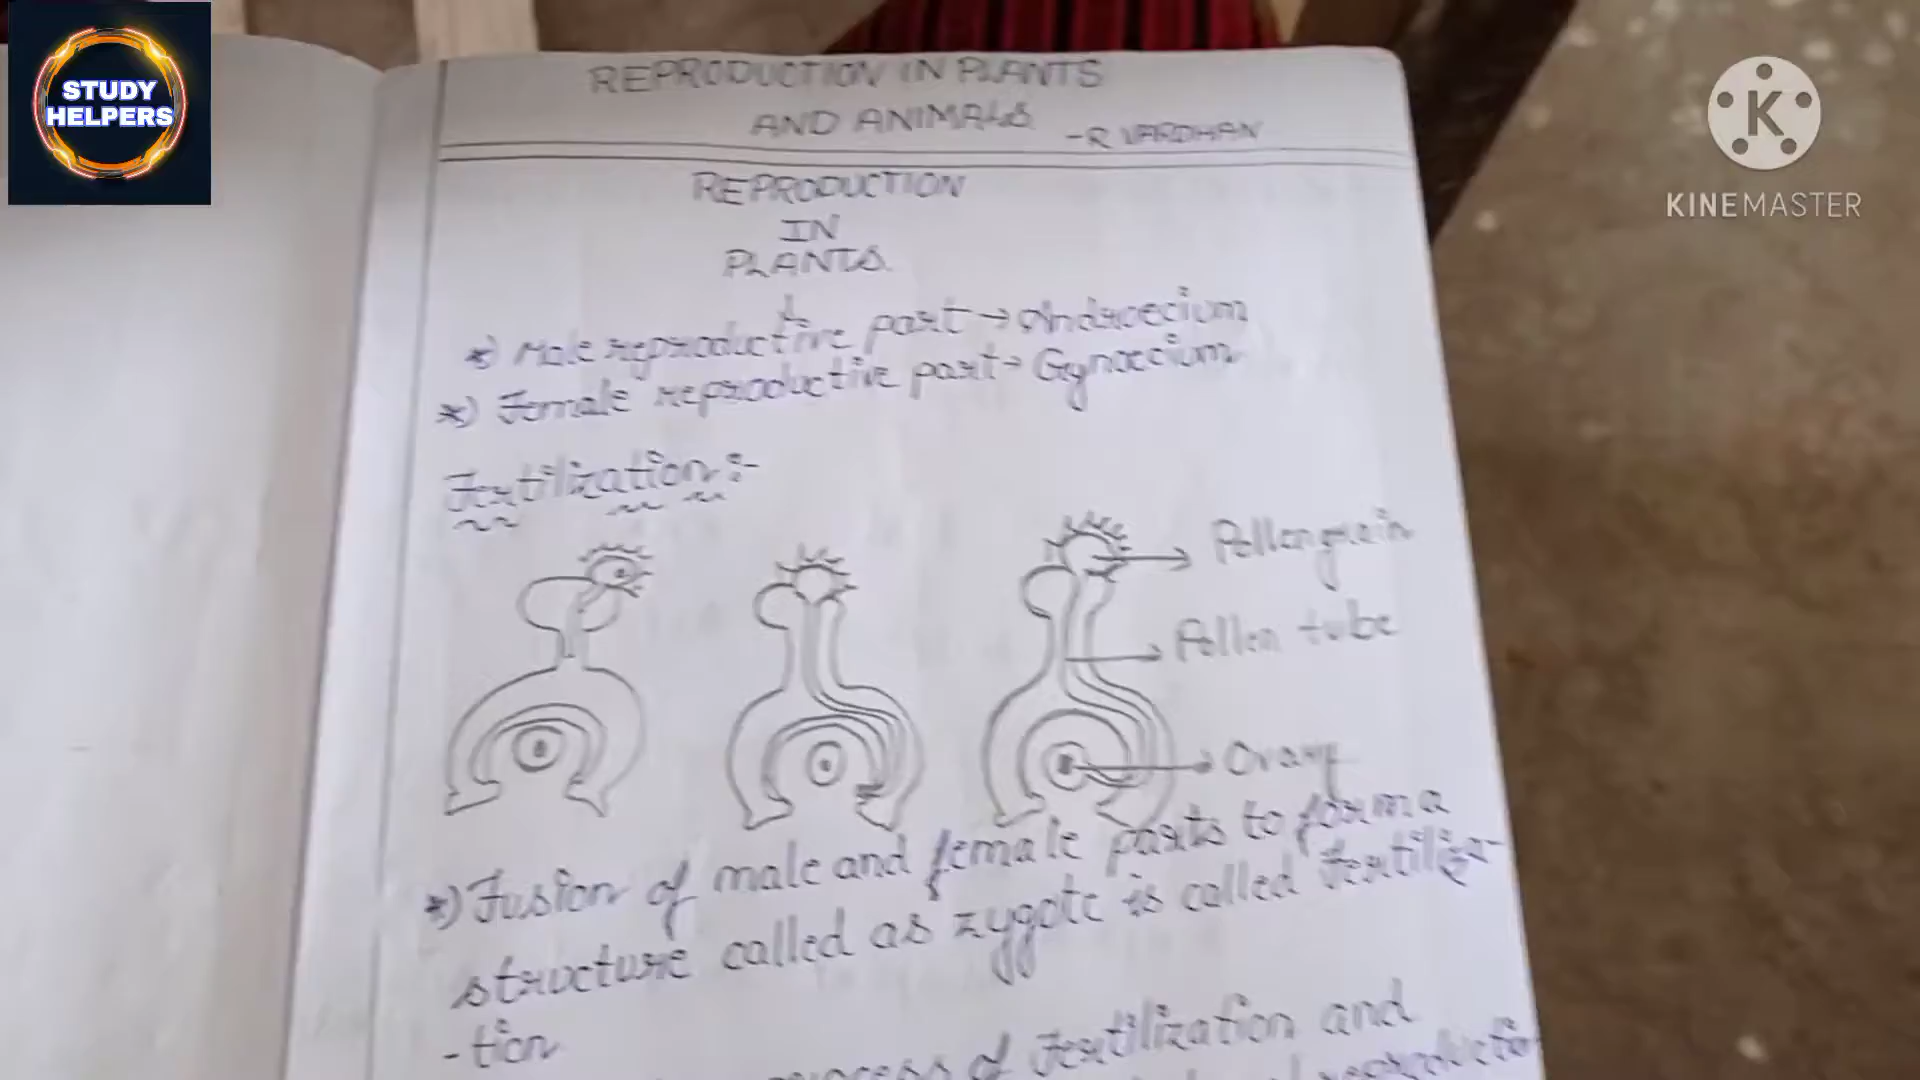 STUDY
HELPERS
K
KINEMASTER
REPRODUCTION IN PLANTS
AND ANIMALS
-R VARDHAN
REPRODUCTION
IN
PLANTS
*) Male reproductive part → Androecium
*) Female reproductive part → Gynoecium
Fertilization :-
Pollengrain
Pollen tube
Ovary
*) Fusion of male and female parts to form a
structure called as zygote is called Fertiliza-
-tion
process of Fertilization and
reproduction